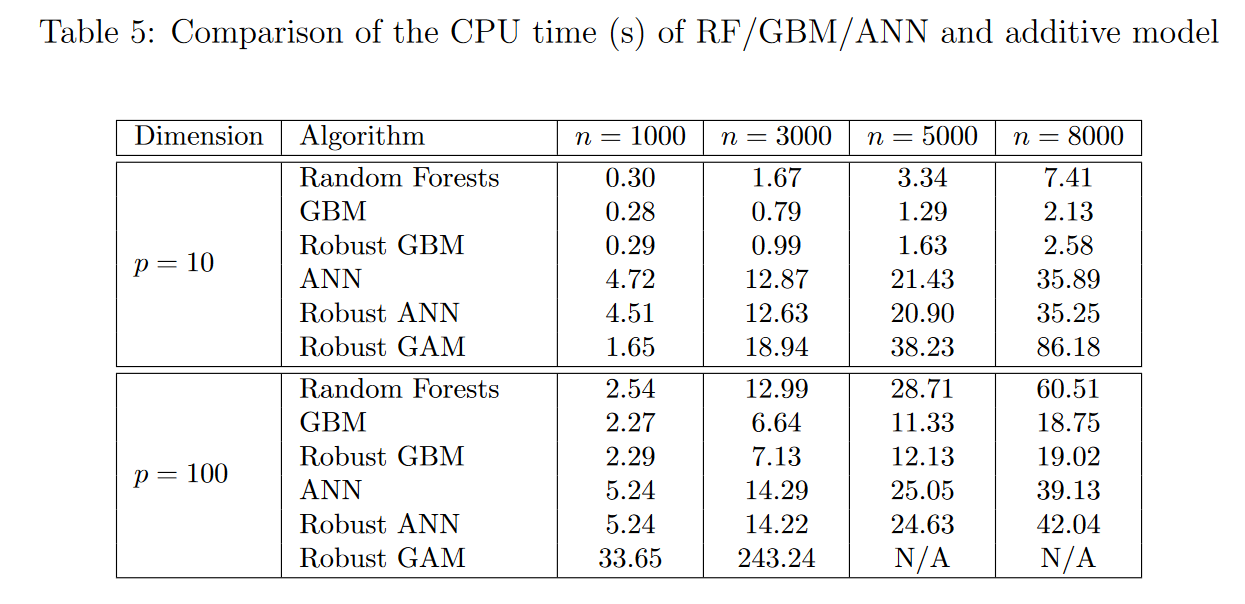 Table 5: Comparison of the CPU time (s) of RF/GBM/ANN and additive model
Dimension Algorithm n = 1000 n = 3000 n = 5000 n = 8000
p = 10
Random Forests 0.30 1.67 3.34 7.41
GBM 0.28 0.79 1.29 2.13
Robust GBM 0.29 0.99 1.63 2.58
ANN 4.72 12.87 21.43 35.89
Robust ANN 4.51 12.63 20.90 35.25
Robust GAM 1.65 18.94 38.23 86.18
p = 100
Random Forests 2.54 12.99 28.71 60.51
GBM 2.27 6.64 11.33 18.75
Robust GBM 2.29 7.13 12.13 19.02
ANN 5.24 14.29 25.05 39.13
Robust ANN 5.24 14.22 24.63 42.04
Robust GAM 33.65 243.24 N/A N/A